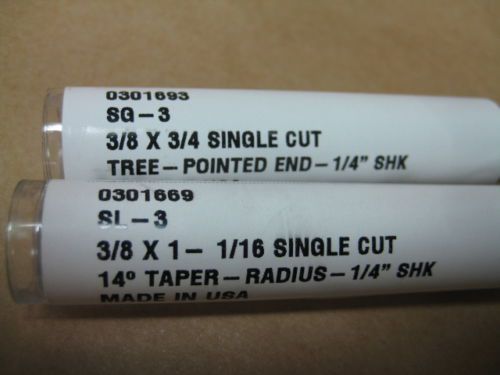 0301693
SG-3
3/8 X 3/4 SINGLE CUT
TREE-POINTED END-1/4" SHK
0301669
SL-3
3/8 X 1- 1/16 SINGLE CUT
14º TAPER-RADIUS-1/4" SHK
MADE IN USA